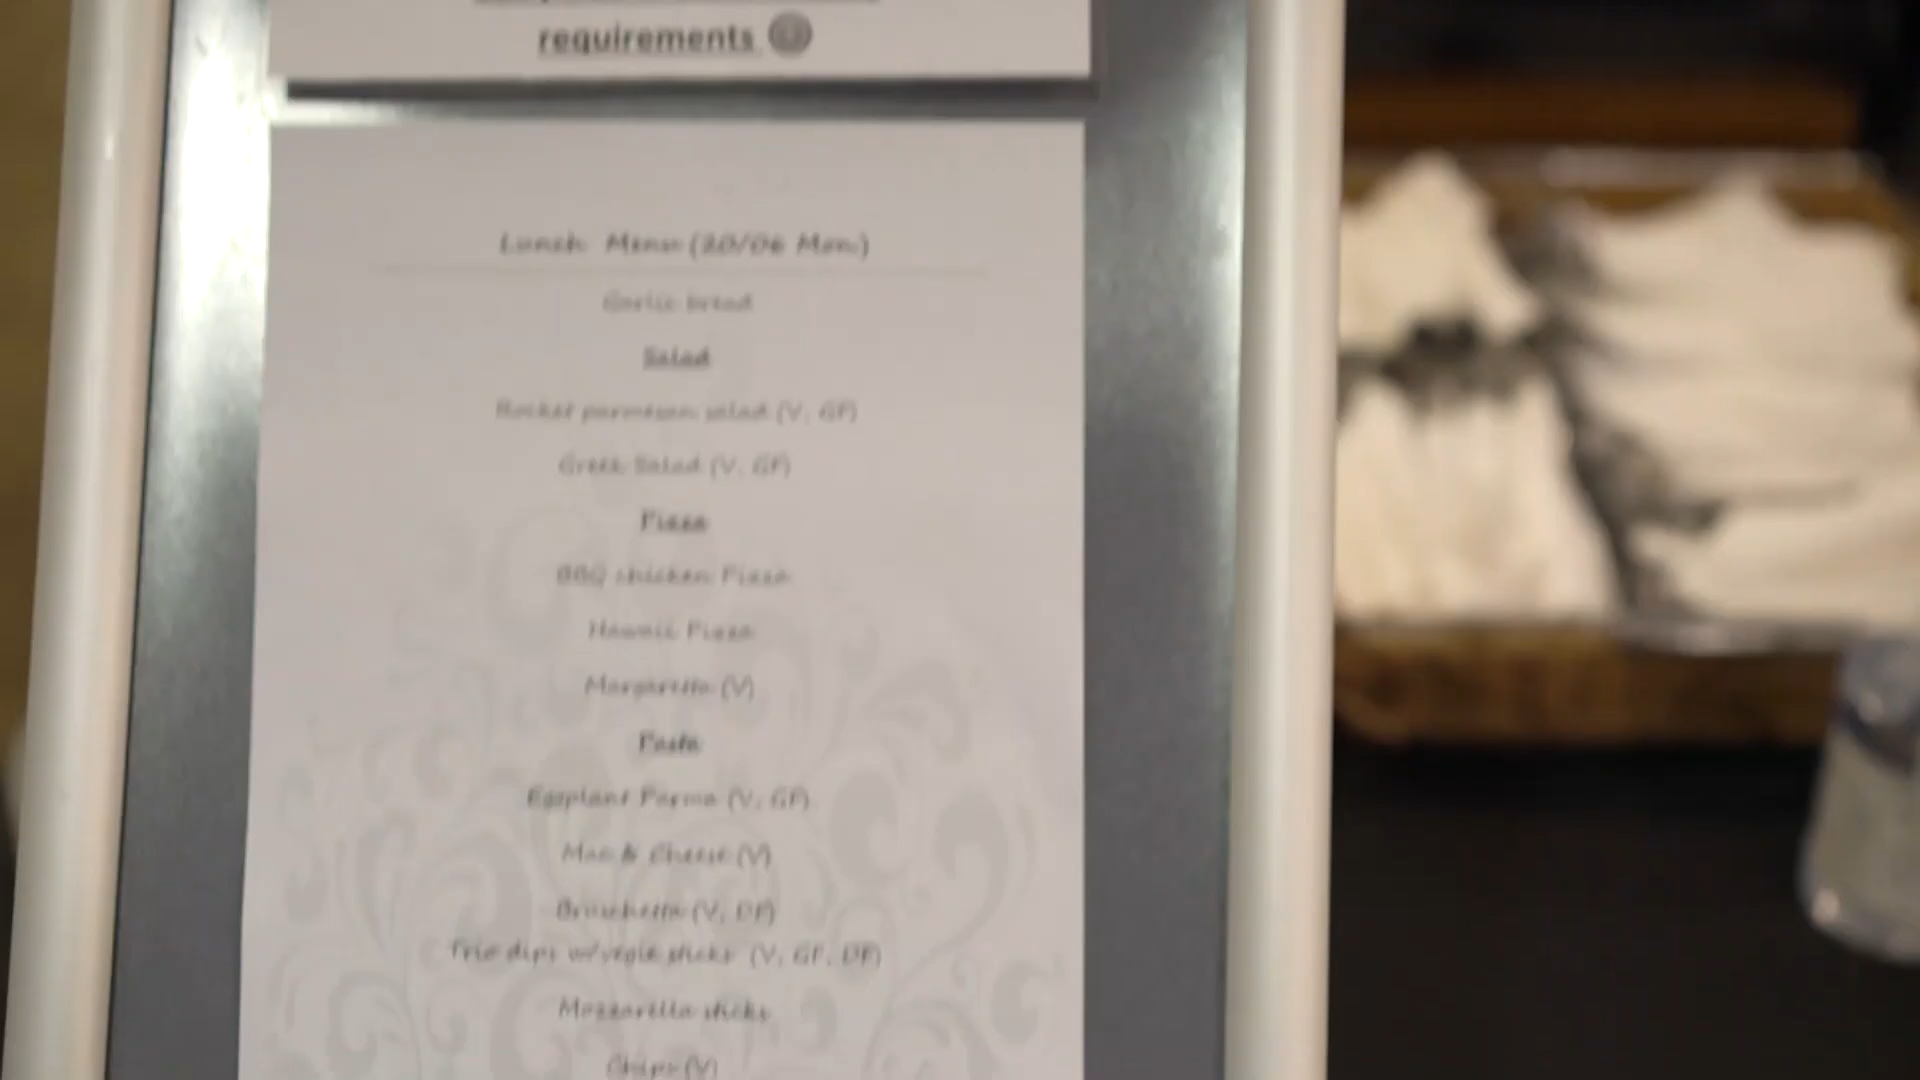 requirements
Lunch Menu (20/06 Mon.)
Garlic bread
Salad
Rocket parmesan salad (V, GF)
Greek Salad (V, GF)
Pizza
BBQ chicken Pizza
Hawaii Pizza
Margaretta (V)
Pasta
Eggplant Parma (V, GF)
Mac & Cheese (V)
Bruschetta (V, DF)
Trio dips w/vegie sticks (V, GF, DF)
Mozzarella sticks
Chips (V)